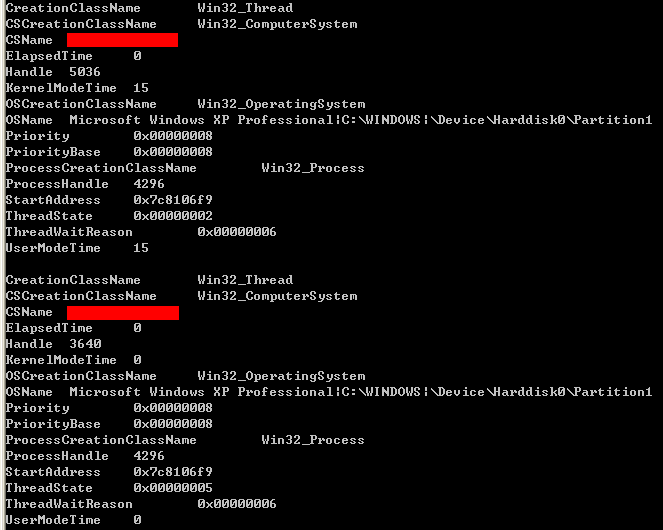 CreationClassName Win32_Thread
CSCreationClassName Win32_ComputerSystem
CSName
ElapsedTime 0
Handle 5036
KernelModeTime 15
OSCreationClassName Win32_OperatingSystem
OSName Microsoft Windows XP Professional|C:\WINDOWS|\Device\Harddisk0\Partition1
Priority 0x00000008
PriorityBase 0x00000008
ProcessCreationClassName Win32_Process
ProcessHandle 4296
StartAddress 0x7c8106f9
ThreadState 0x00000002
ThreadWaitReason 0x00000006
UserModeTime 15
CreationClassName Win32_Thread
CSCreationClassName Win32_ComputerSystem
CSName
ElapsedTime 0
Handle 3640
KernelModeTime 0
OSCreationClassName Win32_OperatingSystem
OSName Microsoft Windows XP Professional|C:\WINDOWS|\Device\Harddisk0\Partition1
Priority 0x00000008
PriorityBase 0x00000008
ProcessCreationClassName Win32_Process
ProcessHandle 4296
StartAddress 0x7c8106f9
ThreadState 0x00000005
ThreadWaitReason 0x00000006
UserModeTime 0